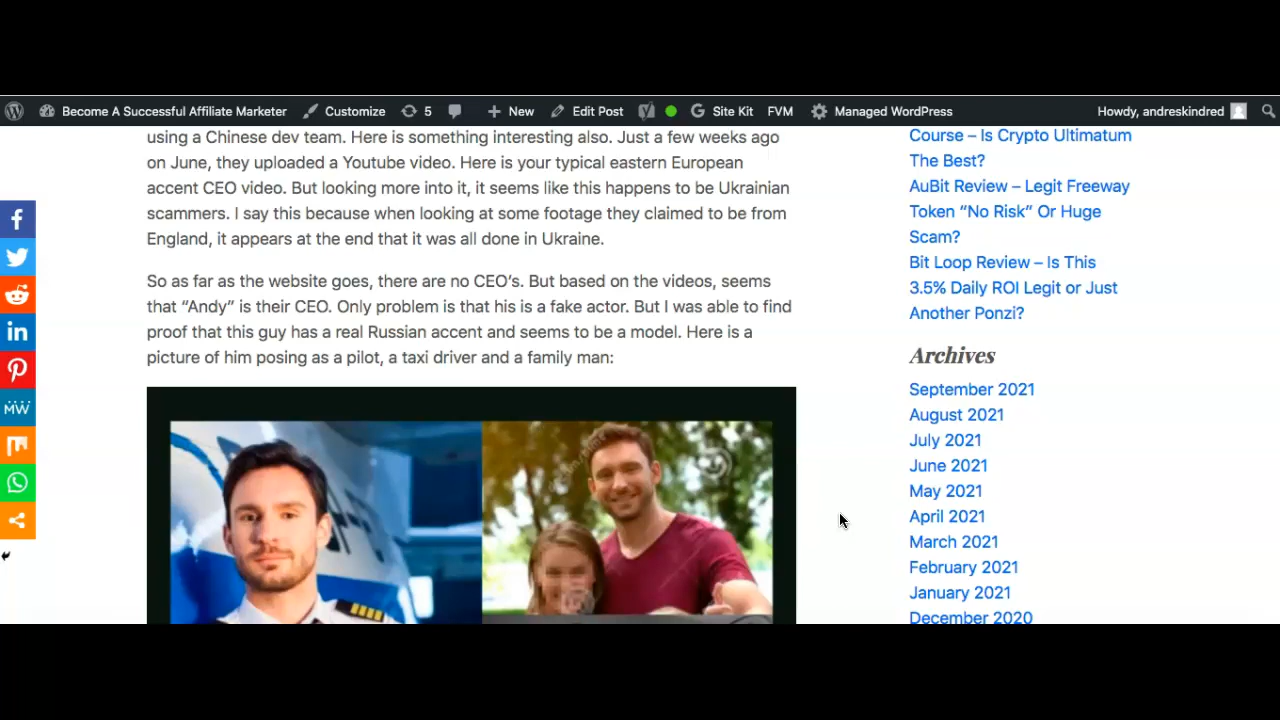 Become A Successful Affiliate Marketer Customize 5 New Edit Post Site Kit FVM Managed WordPress Howdy, andreskindred
using a Chinese dev team. Here is something interesting also. Just a few weeks ago
on June, they uploaded a Youtube video. Here is your typical eastern European
accent CEO video. But looking more into it, it seems like this happens to be Ukrainian
scammers. I say this because when looking at some footage they claimed to be from
England, it appears at the end that it was all done in Ukraine.
So as far as the website goes, there are no CEO's. But based on the videos, seems
that “Andy” is their CEO. Only problem is that his is a fake actor. But I was able to find
proof that this guy has a real Russian accent and seems to be a model. Here is a
picture of him posing as a pilot, a taxi driver and a family man:
Course – Is Crypto Ultimatum
The Best?
AuBit Review – Legit Freeway
Token “No Risk” Or Huge
Scam?
Bit Loop Review – Is This
3.5% Daily ROI Legit or Just
Another Ponzi?
Archives
September 2021
August 2021
July 2021
June 2021
May 2021
April 2021
March 2021
February 2021
January 2021
December 2020
MW